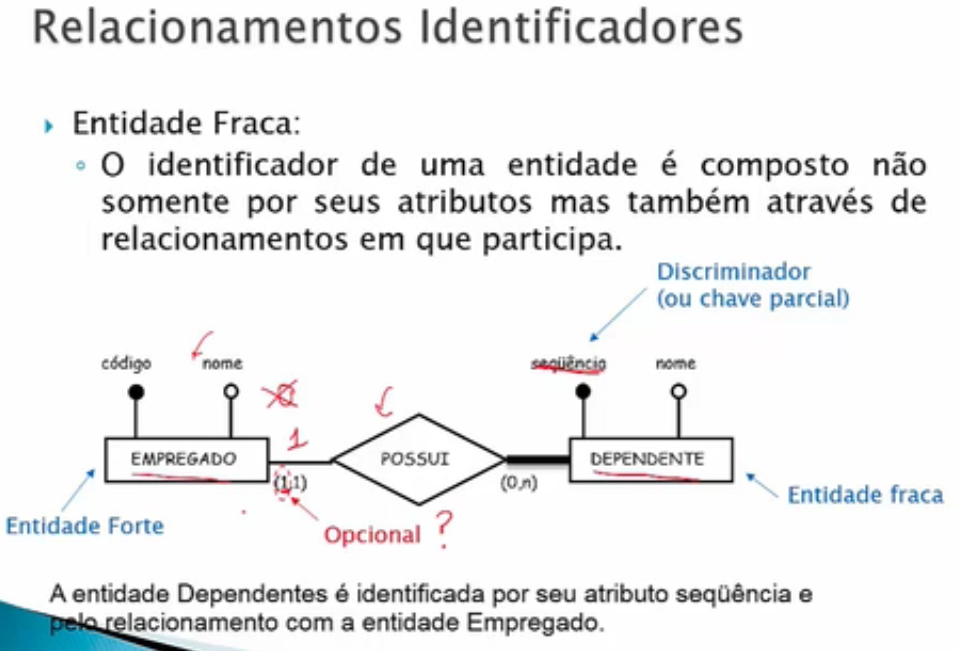 Relacionamentos Identificadores
Entidade Fraca:
O identificador de uma entidade é composto não
somente por seus atributos mas também através de
relacionamentos em que participa.
Discriminador
(ou chave parcial)
código
nome
seqüência
nome
0
1
EMPREGADO
POSSUI
DEPENDENTE
(1,1)
(0,n)
Entidade fraca
Entidade Forte
Opcional ?
A entidade Dependentes é identificada por seu atributo seqüência e
pelo relacionamento com a entidade Empregado.